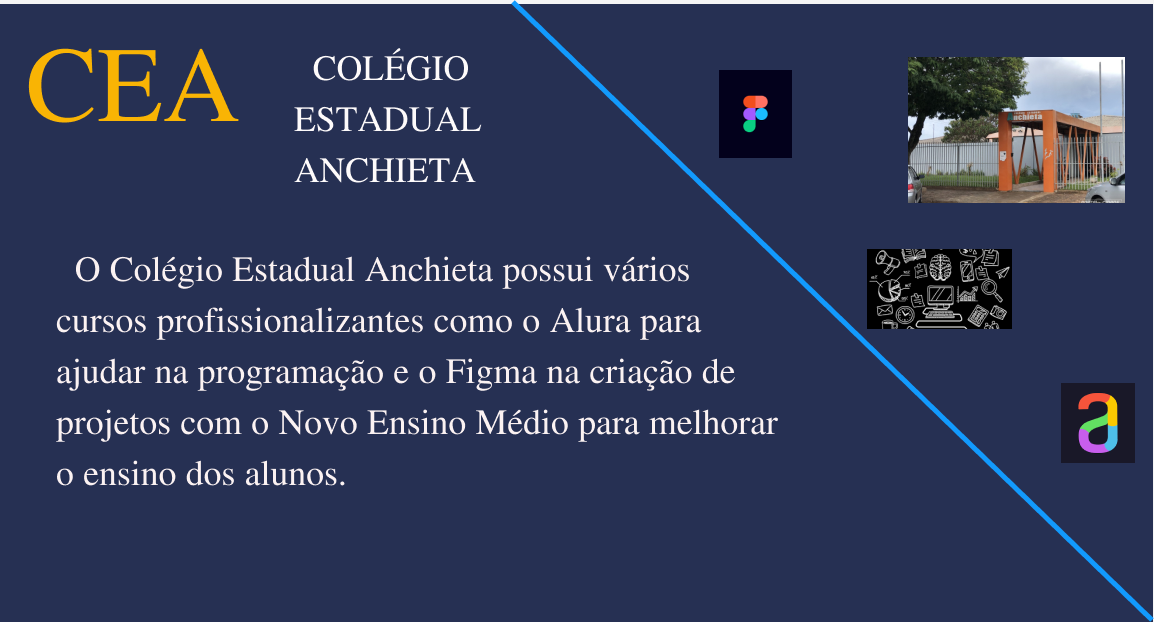 CEA
COLÉGIO
ESTADUAL
ANCHIETA
nchieta
O Colégio Estadual Anchieta possui vários
cursos profissionalizantes como o Alura para
ajudar na programação e o Figma na criação de
projetos com o Novo Ensino Médio para melhorar
o ensino dos alunos.